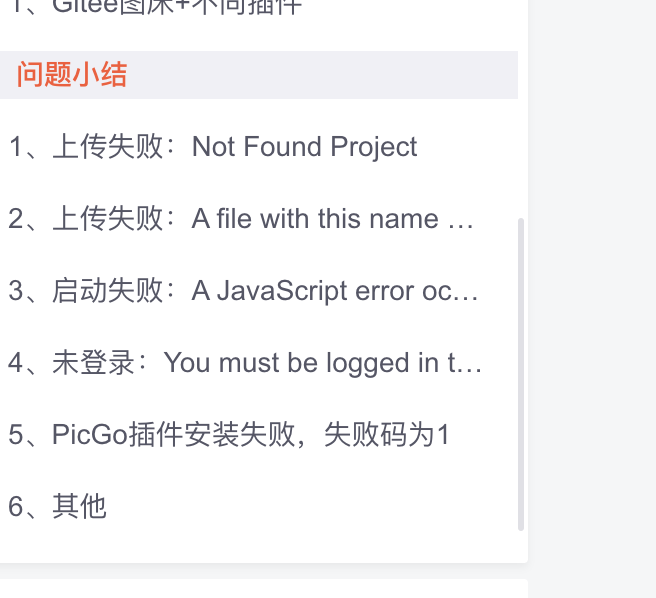 1、Gitee图床+不同插件
问题小结
1、上传失败：Not Found Project
2、上传失败：A file with this name …
3、启动失败：A JavaScript error oc…
4、未登录：You must be logged in t…
5、PicGo插件安装失败，失败码为1
6、其他